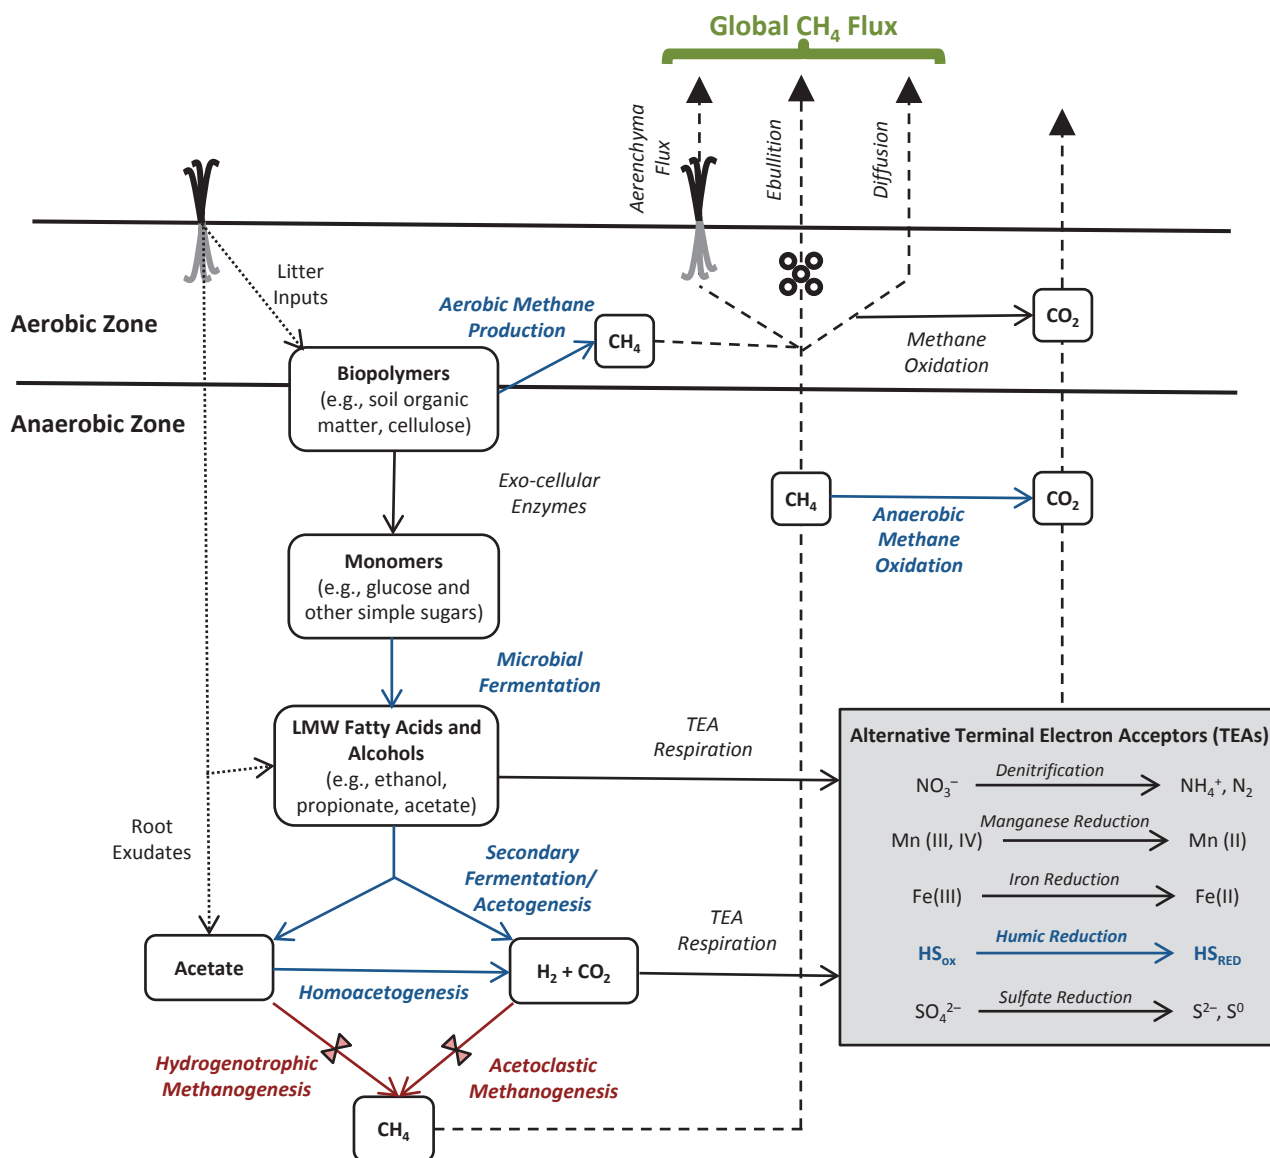 Global CH₄ Flux
Aerenchyma
Flux
Ebullition
Diffusion
Litter
Inputs
Aerobic Zone
Aerobic Methane
Production
CH₄
CO₂
Methane
Oxidation
Biopolymers
(e.g., soil organic
matter, cellulose)
Anaerobic Zone
Exo-cellular
Enzymes
CH₄
CO₂
Anaerobic
Methane
Oxidation
Monomers
(e.g., glucose and
other simple sugars)
Microbial
Fermentation
LMW Fatty Acids and
Alcohols
(e.g., ethanol,
propionate, acetate)
TEA
Respiration
Alternative Terminal Electron Acceptors (TEAs)
NO₃⁻ Denitrification NH₄⁺, N₂
Mn (III, IV) Manganese Reduction Mn (II)
Fe(III) Iron Reduction Fe(II)
HSₒₓ Humic Reduction HS_RED
SO₄²⁻ Sulfate Reduction S²⁻, S⁰
Root
Exudates
Secondary
Fermentation/
Acetogenesis
TEA
Respiration
Acetate
H₂ + CO₂
Homoacetogenesis
Hydrogenotrophic
Methanogenesis
Acetoclastic
Methanogenesis
CH₄